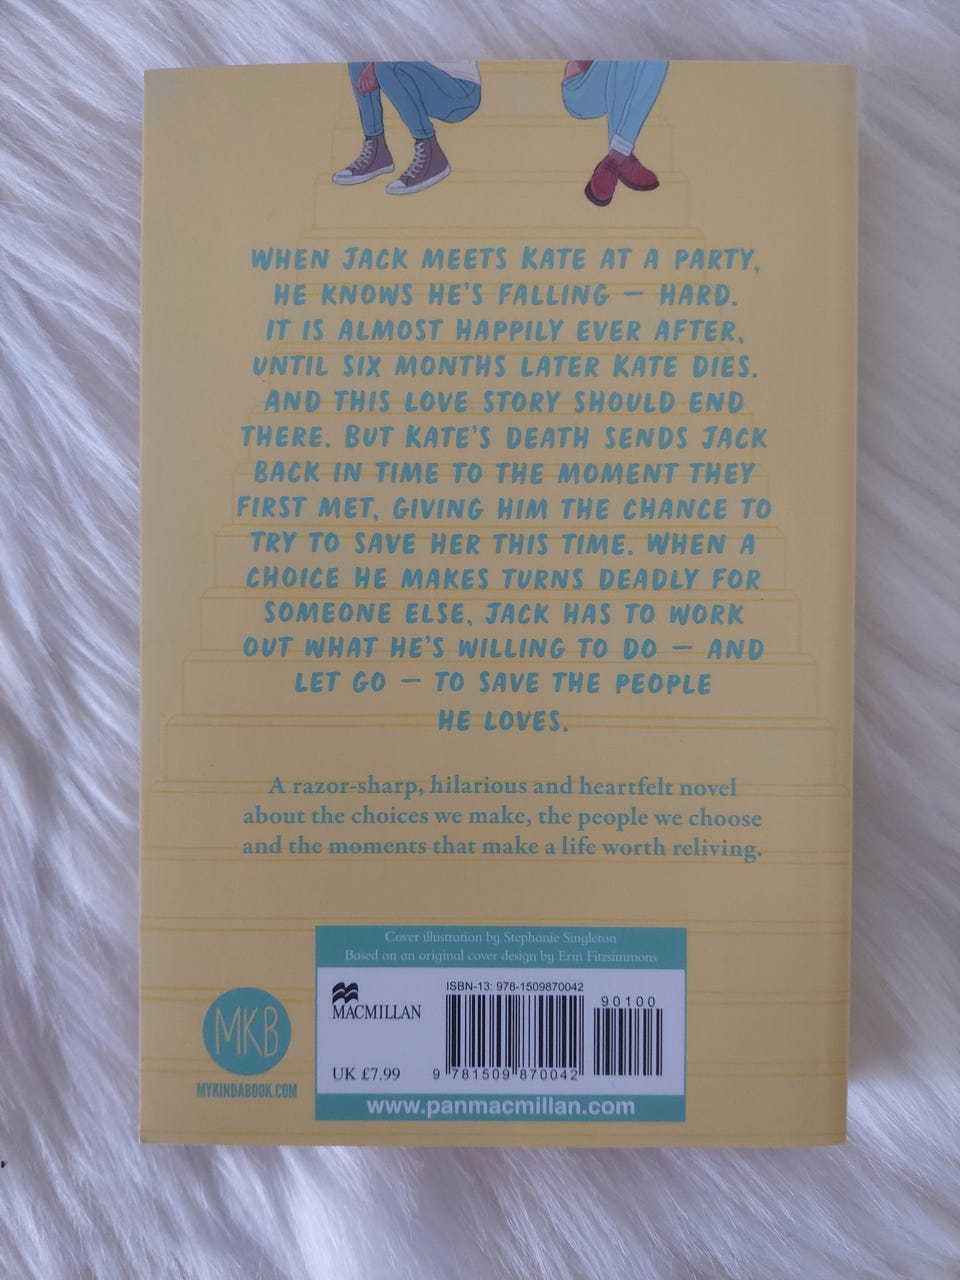 WHEN JACK MEETS KATE AT A PARTY,
HE KNOWS HE'S FALLING – HARD.
IT IS ALMOST HAPPILY EVER AFTER,
UNTIL SIX MONTHS LATER KATE DIES.
AND THIS LOVE STORY SHOULD END
THERE. BUT KATE'S DEATH SENDS JACK
BACK IN TIME TO THE MOMENT THEY
FIRST MET, GIVING HIM THE CHANCE TO
TRY TO SAVE HER THIS TIME. WHEN A
CHOICE HE MAKES TURNS DEADLY FOR
SOMEONE ELSE, JACK HAS TO WORK
OUT WHAT HE'S WILLING TO DO – AND
LET GO – TO SAVE THE PEOPLE
HE LOVES.
A razor-sharp, hilarious and heartfelt novel
about the choices we make, the people we choose
and the moments that make a life worth reliving.
Cover illustration by Stephanie Singleton
Based on an original cover design by Erin Fitzsimmons
MKB
MYKINDABOOK.COM
MACMILLAN
UK £7.99
ISBN-13: 978-1509870042
90100
9 781509 870042
www.panmacmillan.com